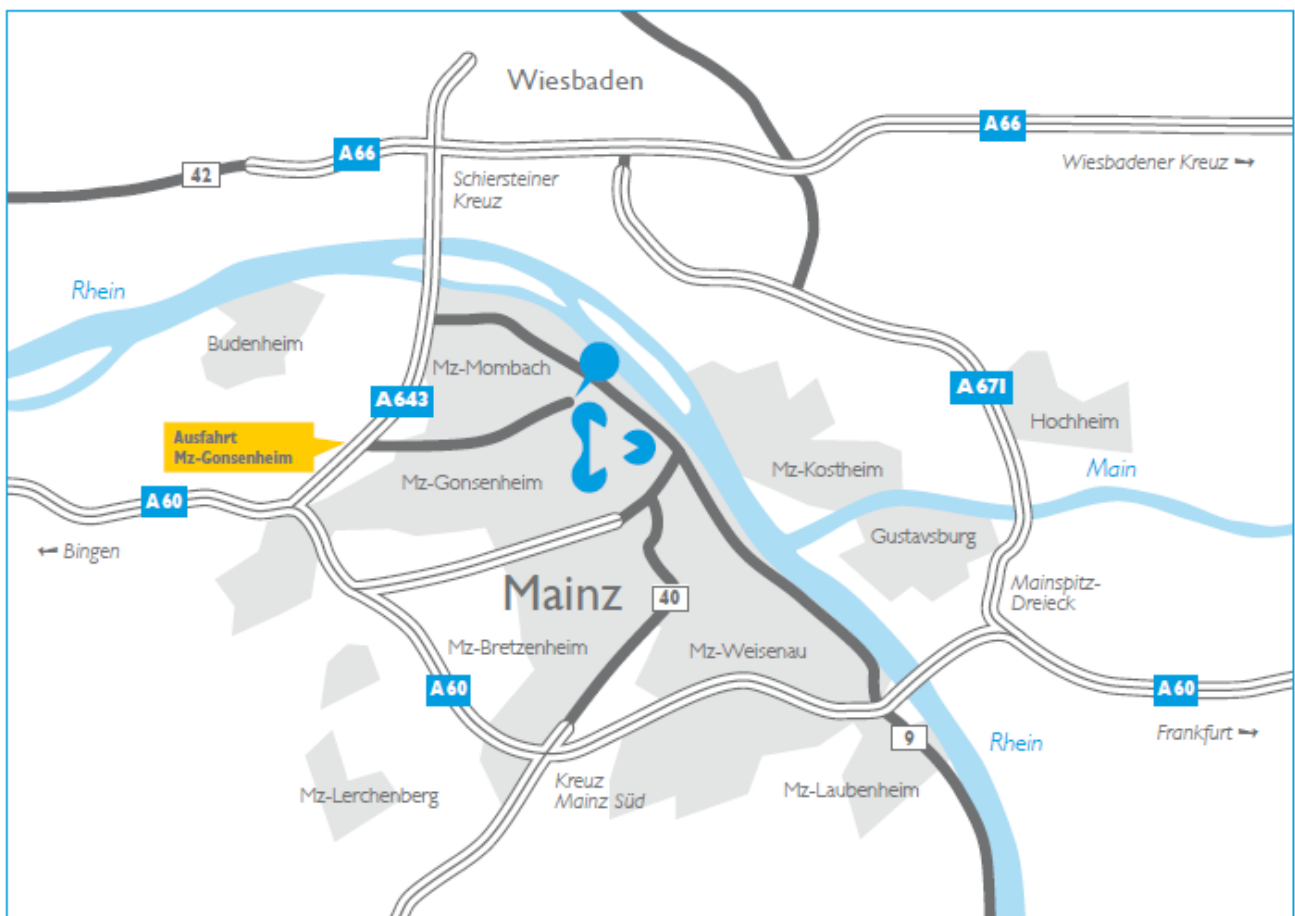 Wiesbaden
A66
A66
Wiesbadener Kreuz →
42
Schiersteiner
Kreuz
Rhein
Budenheim
Mz-Mombach
A643
A671
Hochheim
Ausfahrt
Mz-Gonsenheim
Mz-Gonsenheim
Mz-Kostheim
Main
A60
← Bingen
Gustavsburg
Mainz
40
Mainspitz-
Dreieck
Mz-Bretzenheim
Mz-Weisenau
A60
A60
Frankfurt →
9
Rhein
Mz-Lerchenberg
Kreuz
Mainz Süd
Mz-Laubenheim